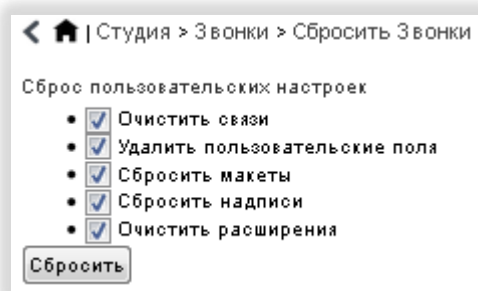 | Студия > Звонки > Сбросить Звонки
Сброс пользовательских настроек
Очистить связи
Удалить пользовательские поля
Сбросить макеты
Сбросить надписи
Очистить расширения
Сбросить